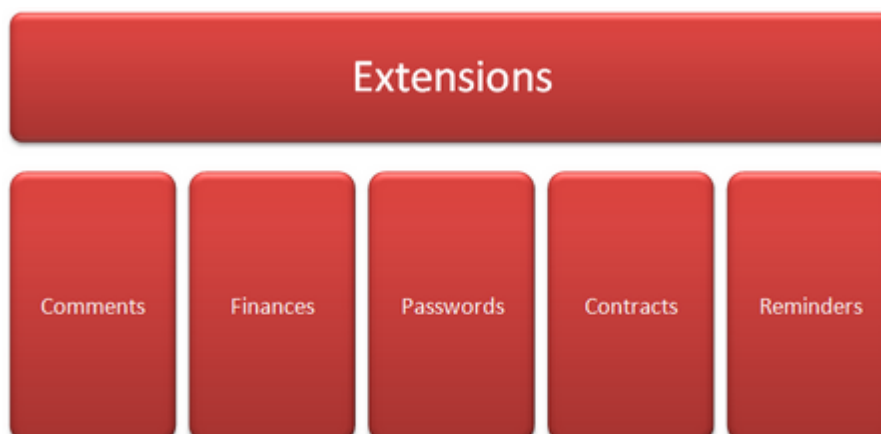 Extensions
Comments
Finances
Passwords
Contracts
Reminders